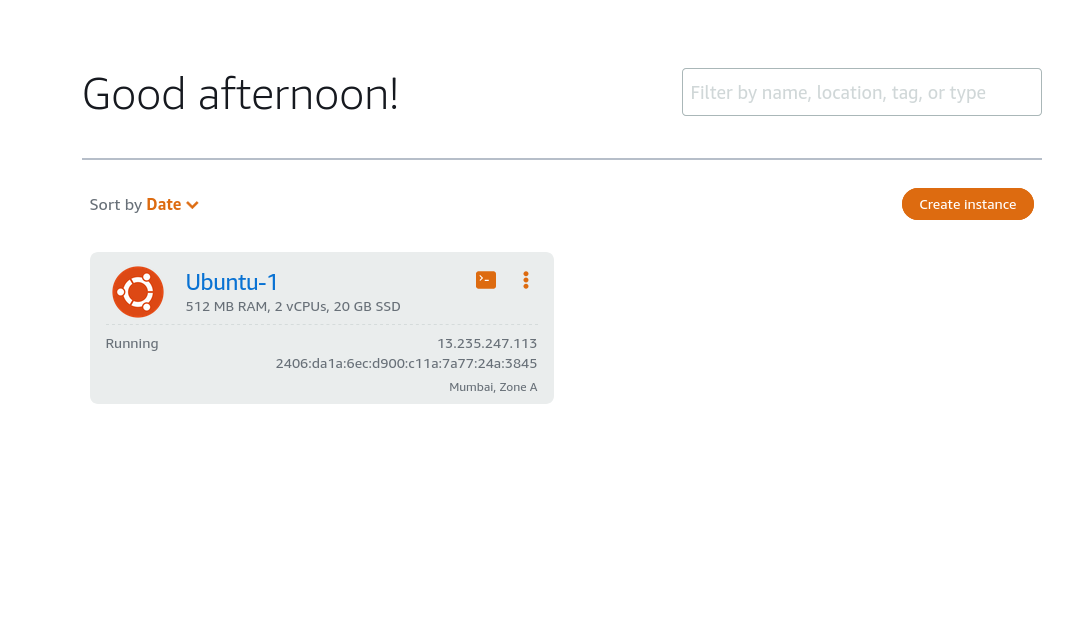 Good afternoon!
Filter by name, location, tag, or type
Sort by Date
Create instance
Ubuntu-1
512 MB RAM, 2 vCPUs, 20 GB SSD
Running
13.235.247.113
2406:da1a:6ec:d900:c11a:7a77:24a:3845
Mumbai, Zone A